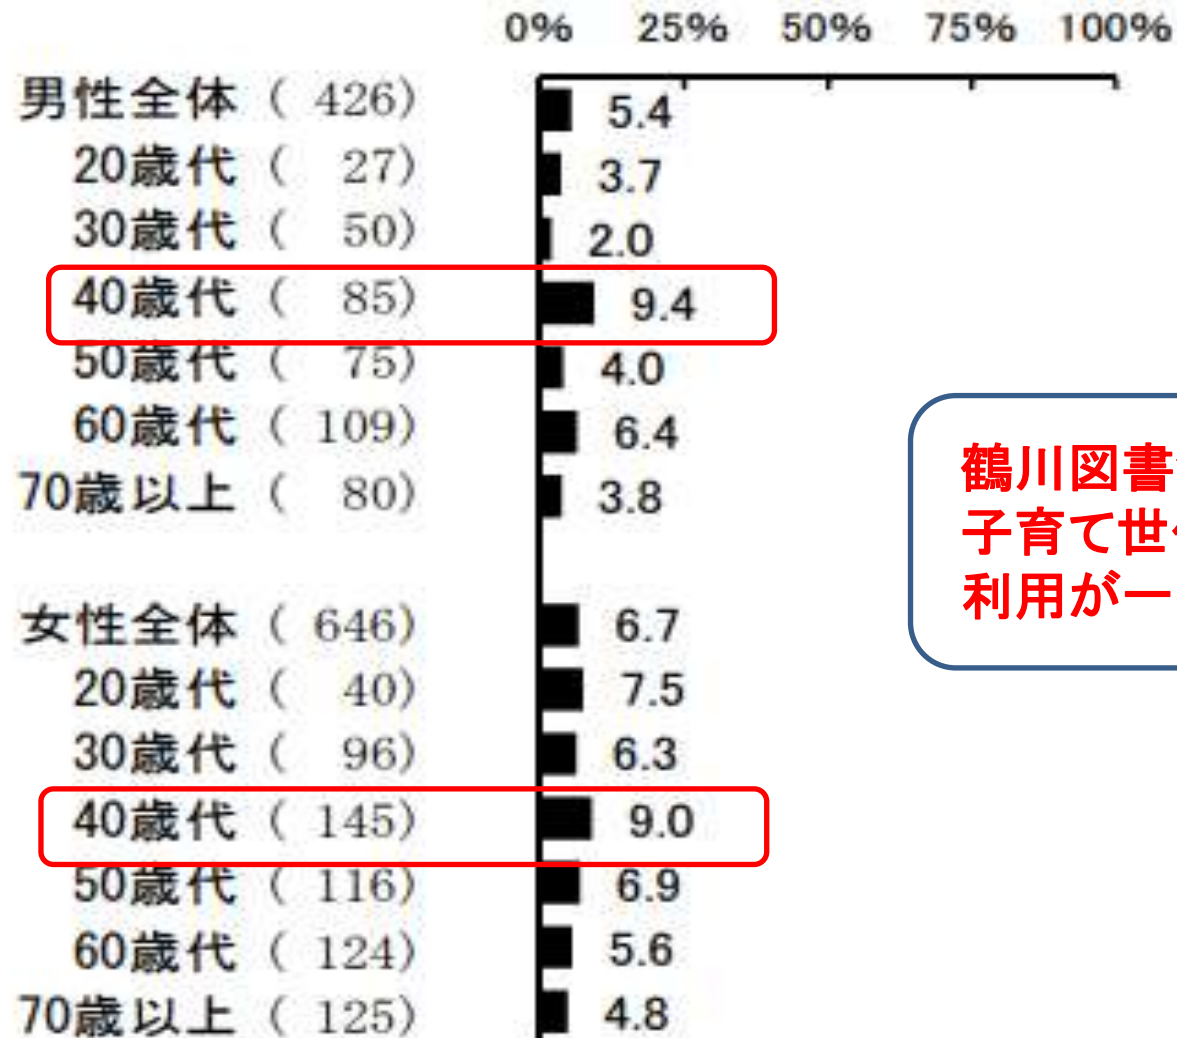 0% 25% 50% 75% 100%
男性全体 ( 426) 5.4
20歳代 ( 27) 3.7
30歳代 ( 50) 2.0
40歳代 ( 85) 9.4
50歳代 ( 75) 4.0
60歳代 ( 109) 6.4
70歳以上 ( 80) 3.8
女性全体 ( 646) 6.7
20歳代 ( 40) 7.5
30歳代 ( 96) 6.3
40歳代 ( 145) 9.0
50歳代 ( 116) 6.9
60歳代 ( 124) 5.6
70歳以上 ( 125) 4.8
鶴川図書
子育て世
利用が一